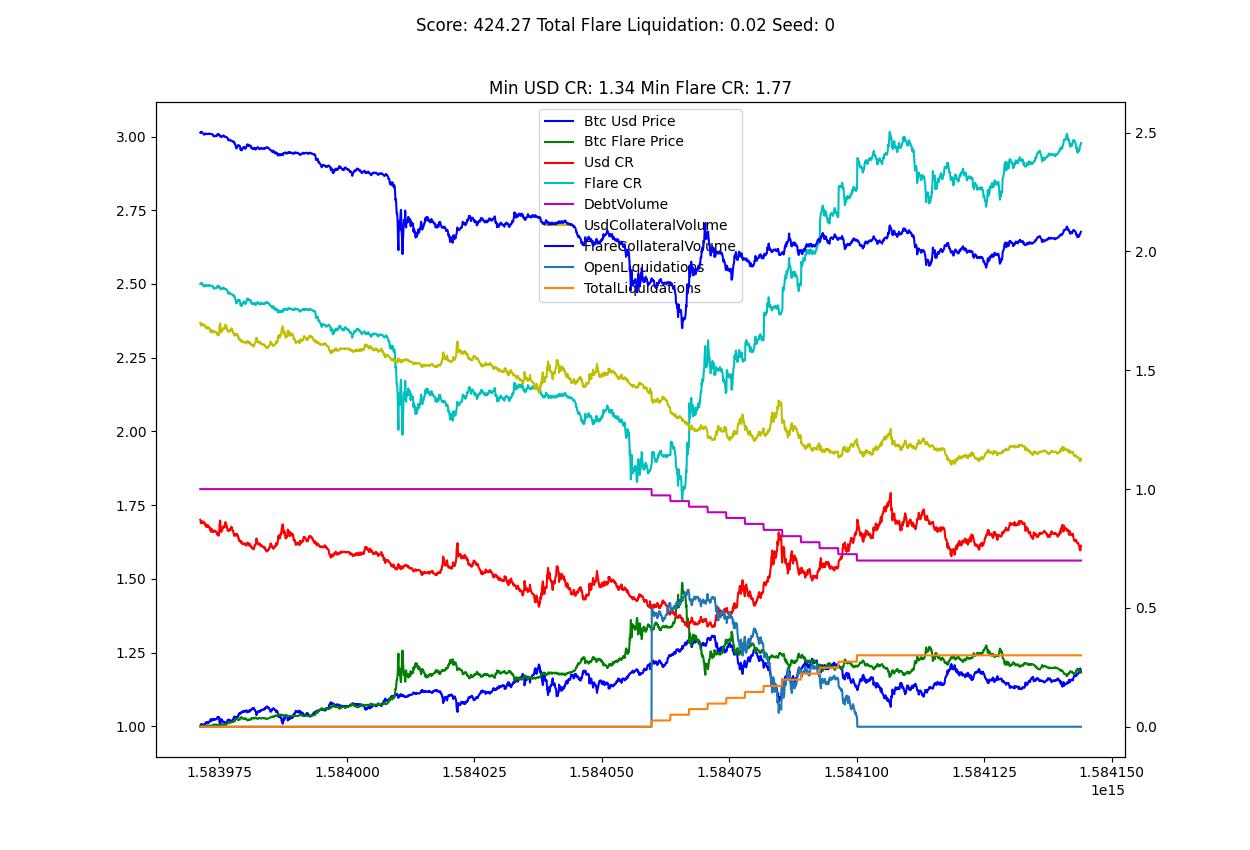 Score: 424.27 Total Flare Liquidation: 0.02 Seed: 0
Min USD CR: 1.34 Min Flare CR: 1.77
Btc Usd Price
Btc Flare Price
Usd CR
Flare CR
DebtVolume
UsdCollateralVolume
FlareCollateralVolume
OpenLiquidations
TotalLiquidations
3.00
2.75
2.50
2.25
2.00
1.75
1.50
1.25
1.00
2.5
2.0
1.5
1.0
0.5
0.0
1.583975 1.584000 1.584025 1.584050 1.584075 1.584100 1.584125 1.584150
1e15